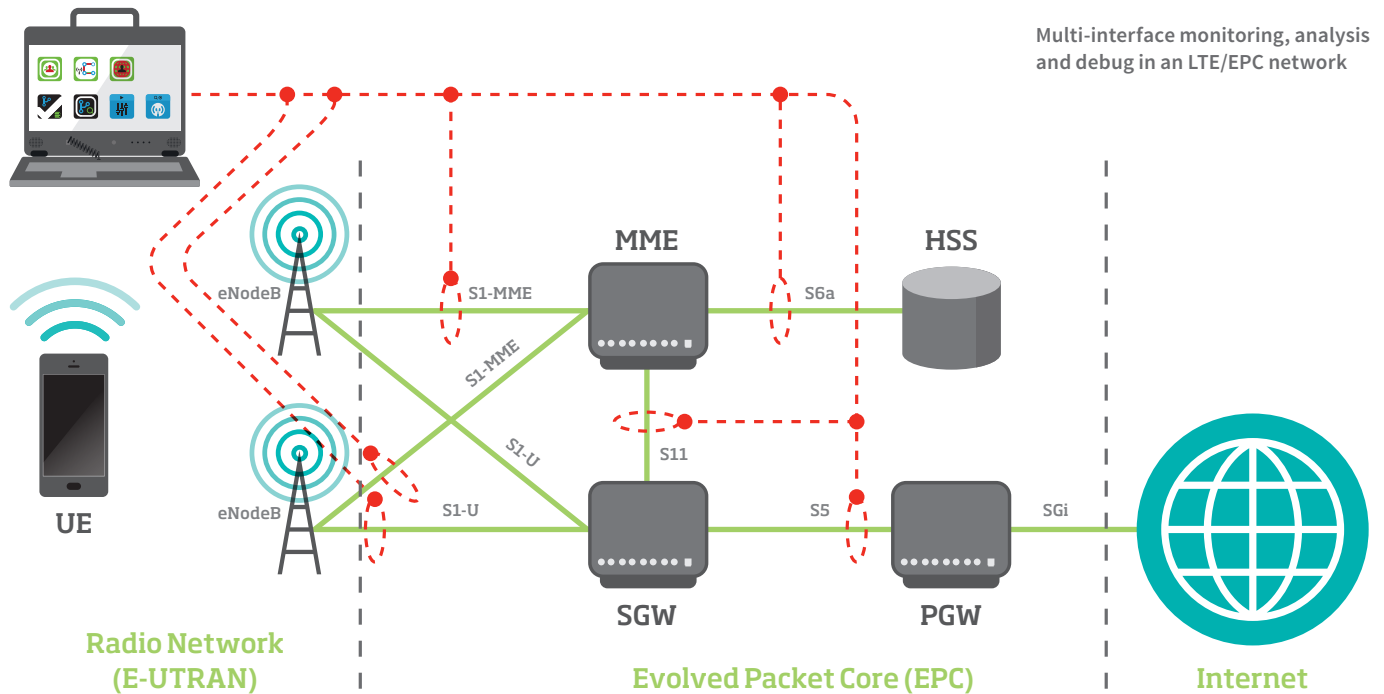 Multi-interface monitoring, analysis
and debug in an LTE/EPC network
MME
HSS
eNodeB
S1-MME
S6a
S1-MME
S1-U
S11
eNodeB
S1-U
S5
SGi
UE
SGW
PGW
Radio Network
(E-UTRAN)
Evolved Packet Core (EPC)
Internet